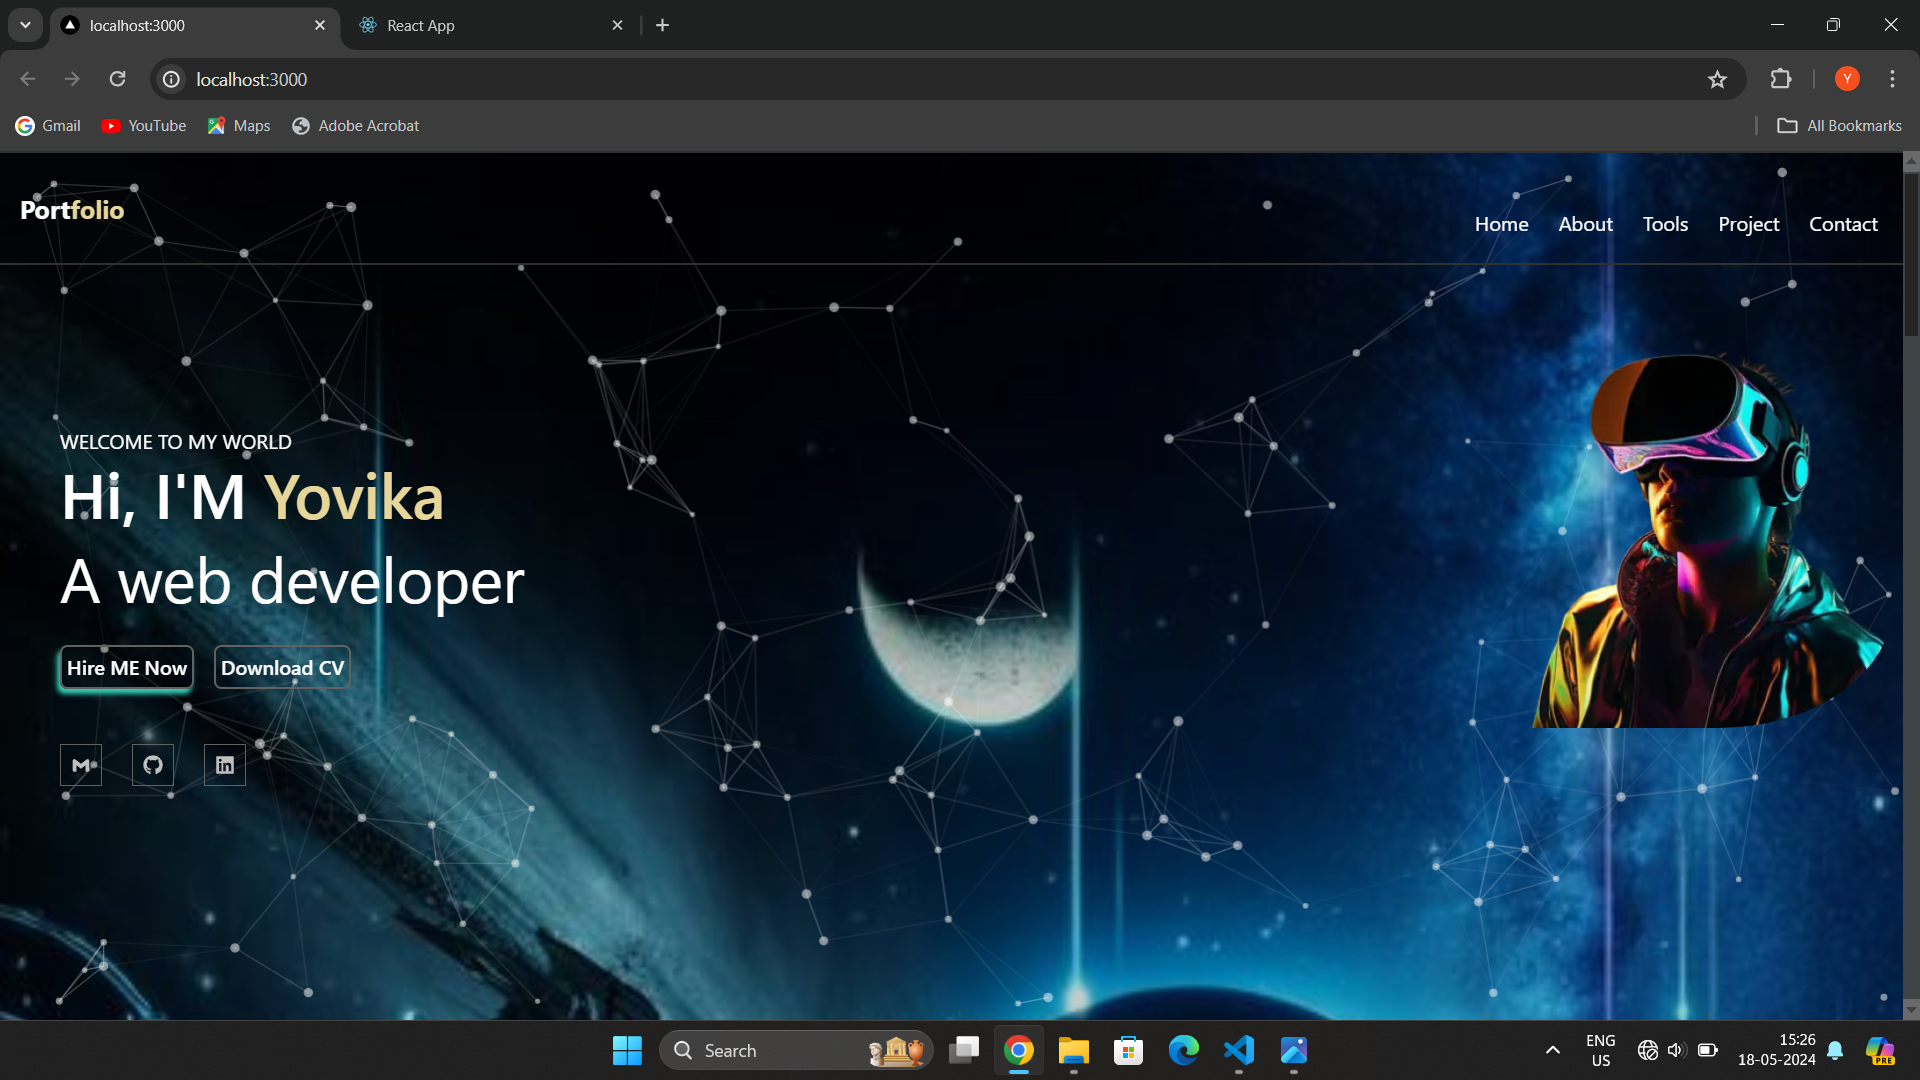 localhost:3000
React App
localhost:3000
Y
Gmail
YouTube
Maps
Adobe Acrobat
All Bookmarks
Portfolio
Home
About
Tools
Project
Contact
WELCOME TO MY WORLD
Hi, I'M Yovika
A web developer
Hire ME Now
Download CV
Search
ENG
US
15:26
18-05-2024
PRE